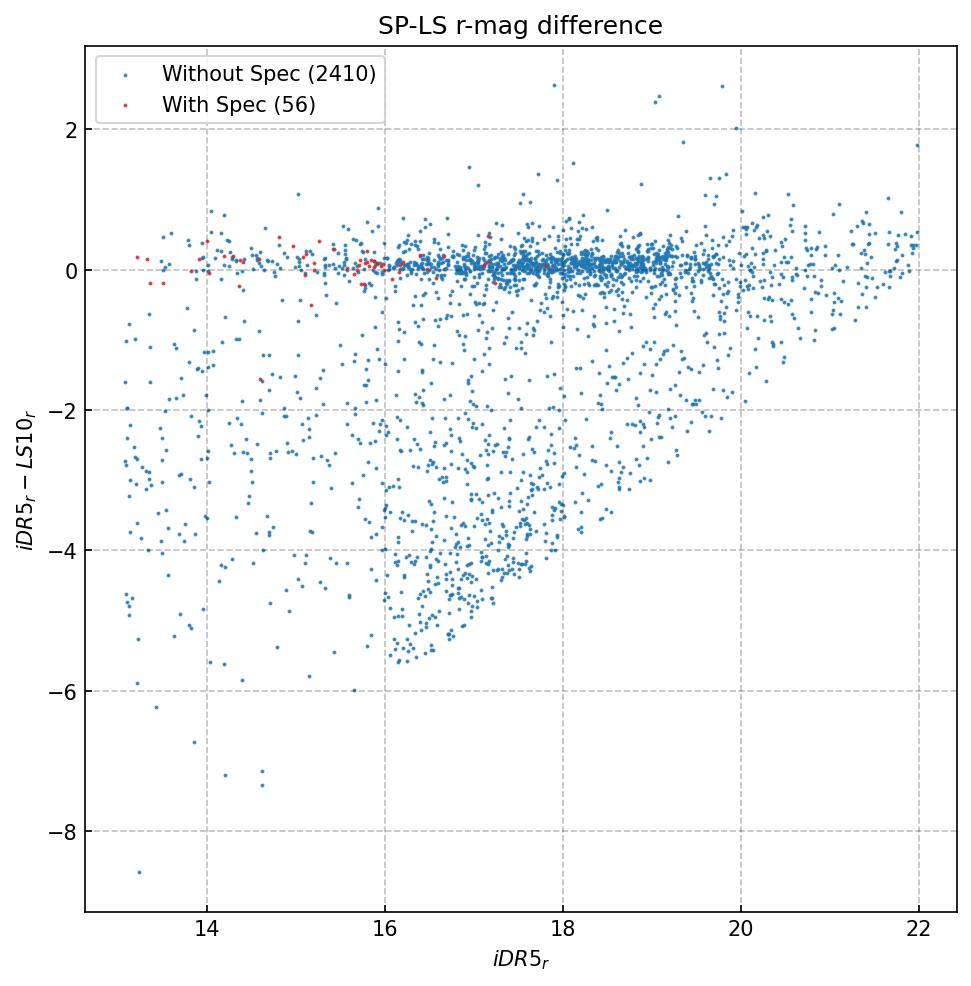 SP-LS r-mag difference
Without Spec (2410)
With Spec (56)
2
0
−2
−4
−6
−8
iDR5r − LS10r
14
16
18
20
22
iDR5r